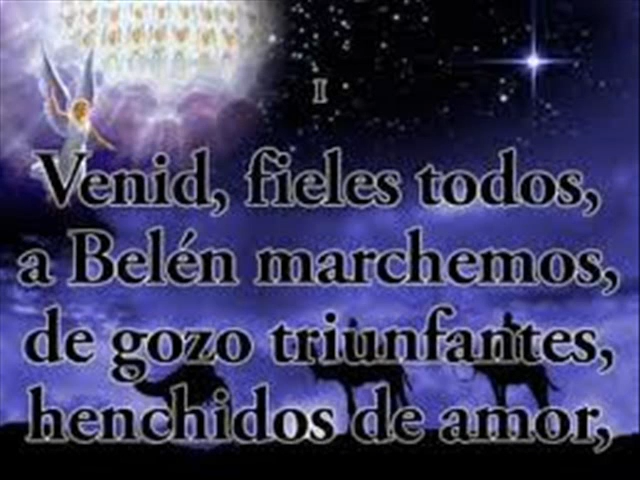 I
Venid, fieles todos,
a Belén marchemos,
de gozo triunfantes,
henchidos de amor,